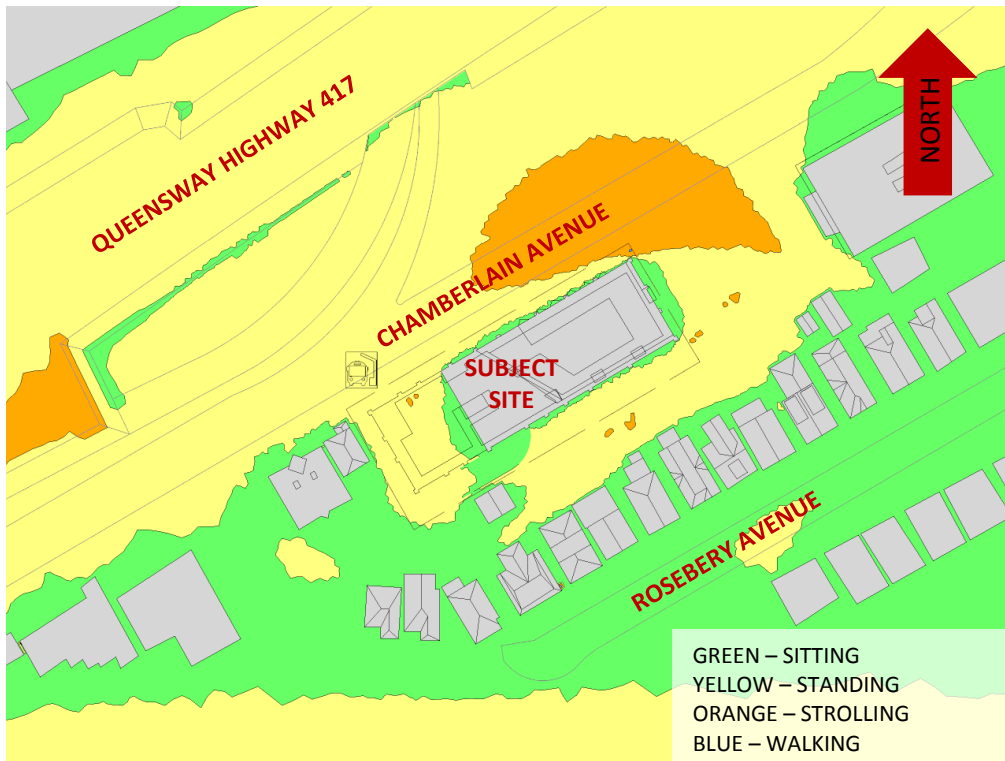 QUEENSWAY HIGHWAY 417
NORTH
CHAMBERLAIN AVENUE
SUBJECT
SITE
ROSEBERY AVENUE
GREEN – SITTING
YELLOW – STANDING
ORANGE – STROLLING
BLUE – WALKING